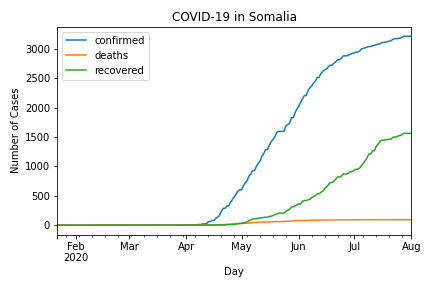 COVID-19 in Somalia
confirmed
deaths
recovered
Number of Cases
3000
2500
2000
1500
1000
500
0
Feb Mar Apr May Jun Jul Aug
2020
Day